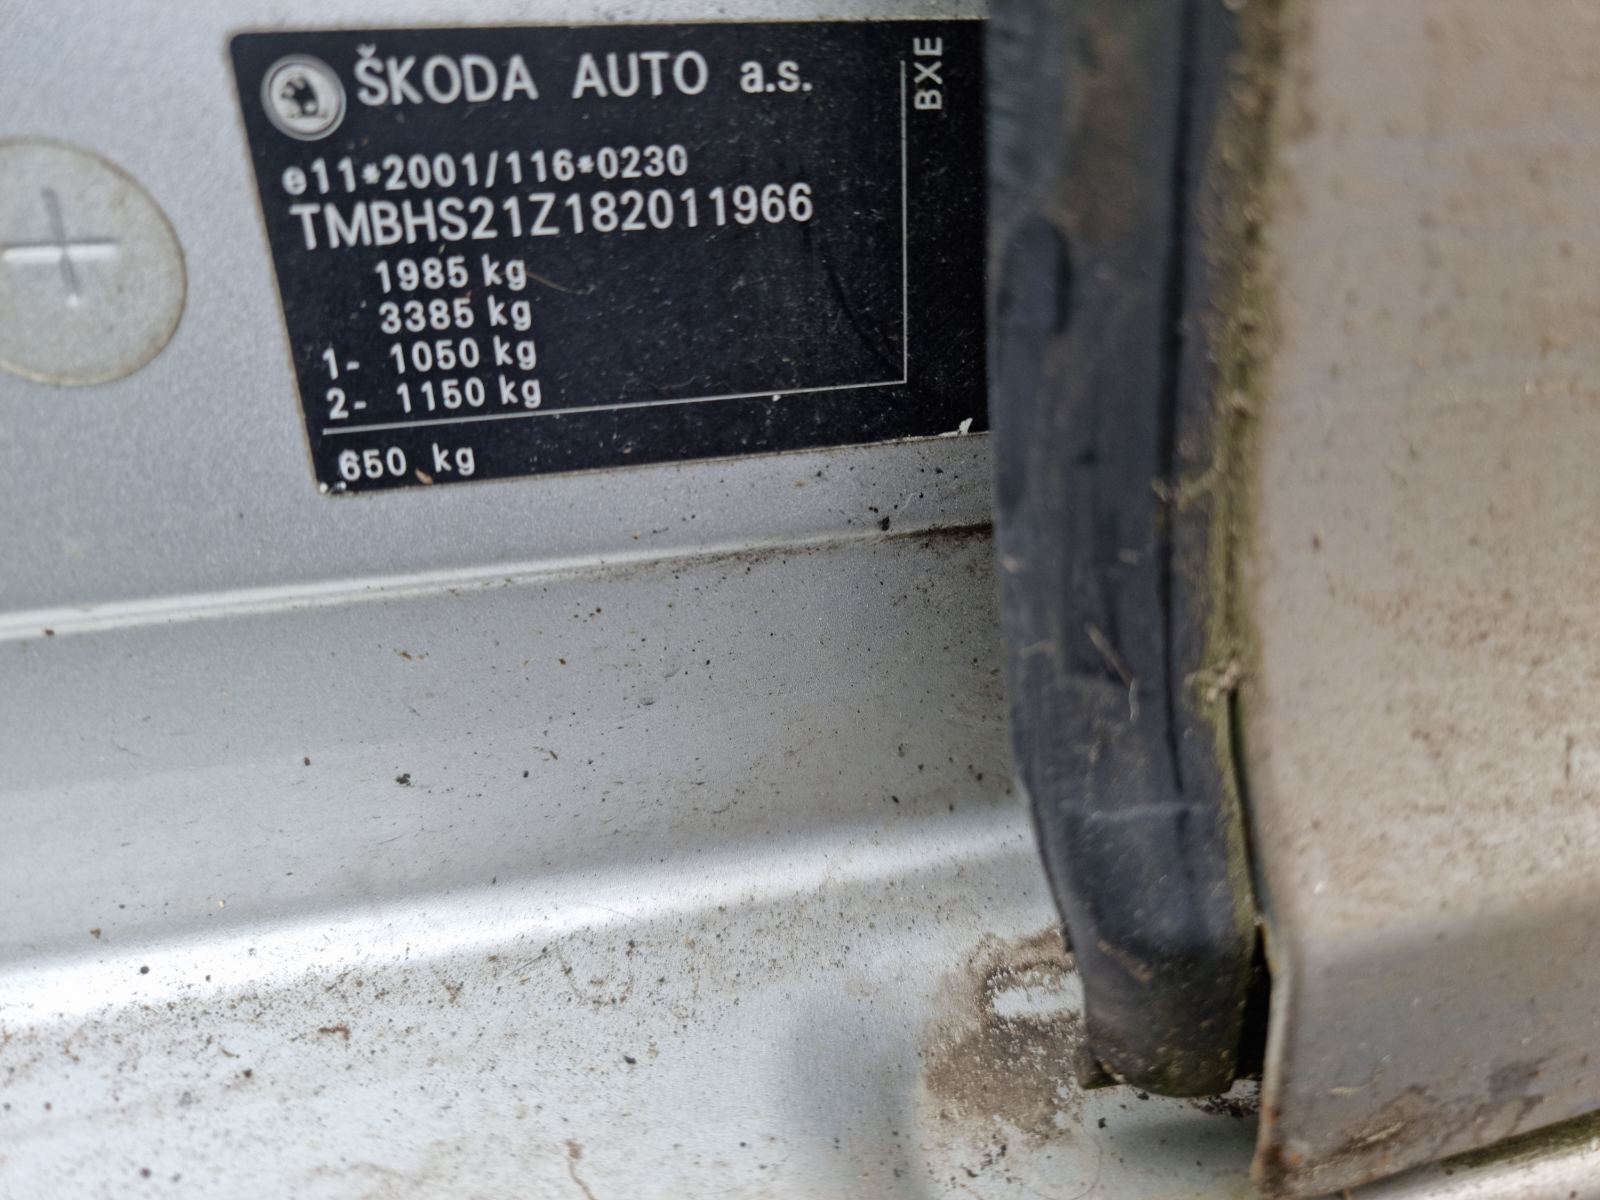 ŠKODA AUTO a.s.
BXE
e11*2001/116*0230
TMBHS21Z182011966
1985 kg
3385 kg
1- 1050 kg
2- 1150 kg
650 kg